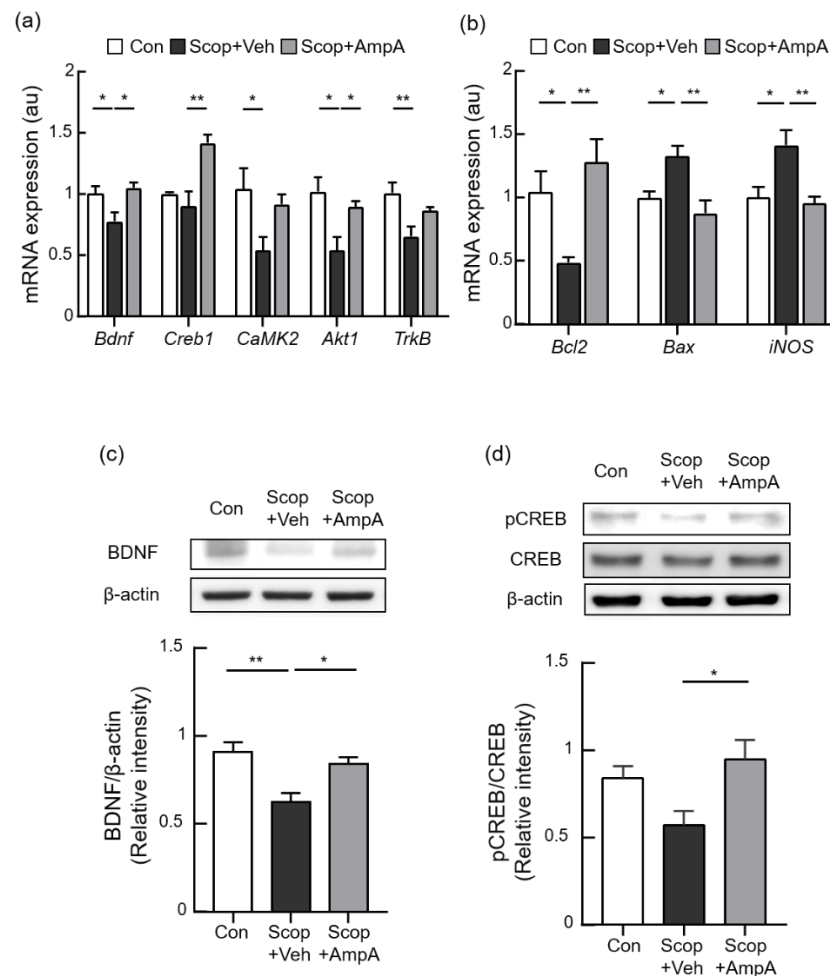 (a)
Con Scop+Veh Scop+AmpA
mRNA expression (au)
2
1.5
1
0.5
0
* * ** * * * **
Bdnf Creb1 CaMK2 Akt1 TrkB
(b)
Con Scop+Veh Scop+AmpA
mRNA expression (au)
2
1.5
1
0.5
0
* ** * ** * **
Bcl2 Bax iNOS
(c)
Con Scop +Veh Scop +AmpA
BDNF
β-actin
BDNF/β-actin
(Relative intensity)
1.5
1
0.5
0
** *
Con Scop +Veh Scop +AmpA
(d)
Con Scop +Veh Scop +AmpA
pCREB
CREB
β-actin
pCREB/CREB
(Relative intensity)
1.5
1
0.5
0
*
Con Scop +Veh Scop +AmpA